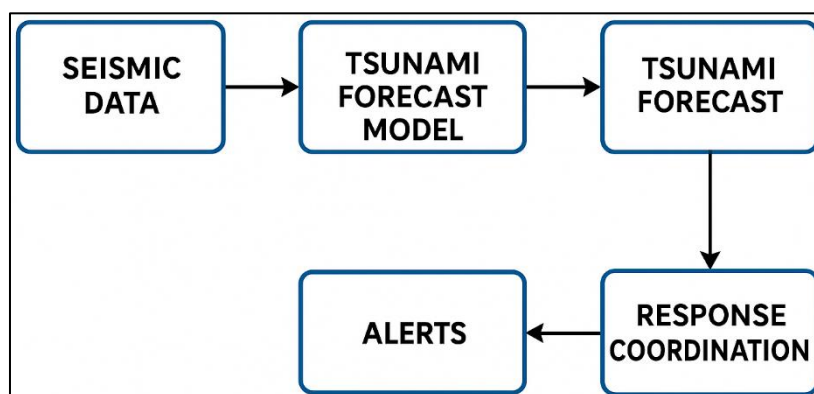 SEISMIC
DATA
TSUNAMI
FORECAST
MODEL
TSUNAMI
FORECAST
RESPONSE
COORDINATION
ALERTS